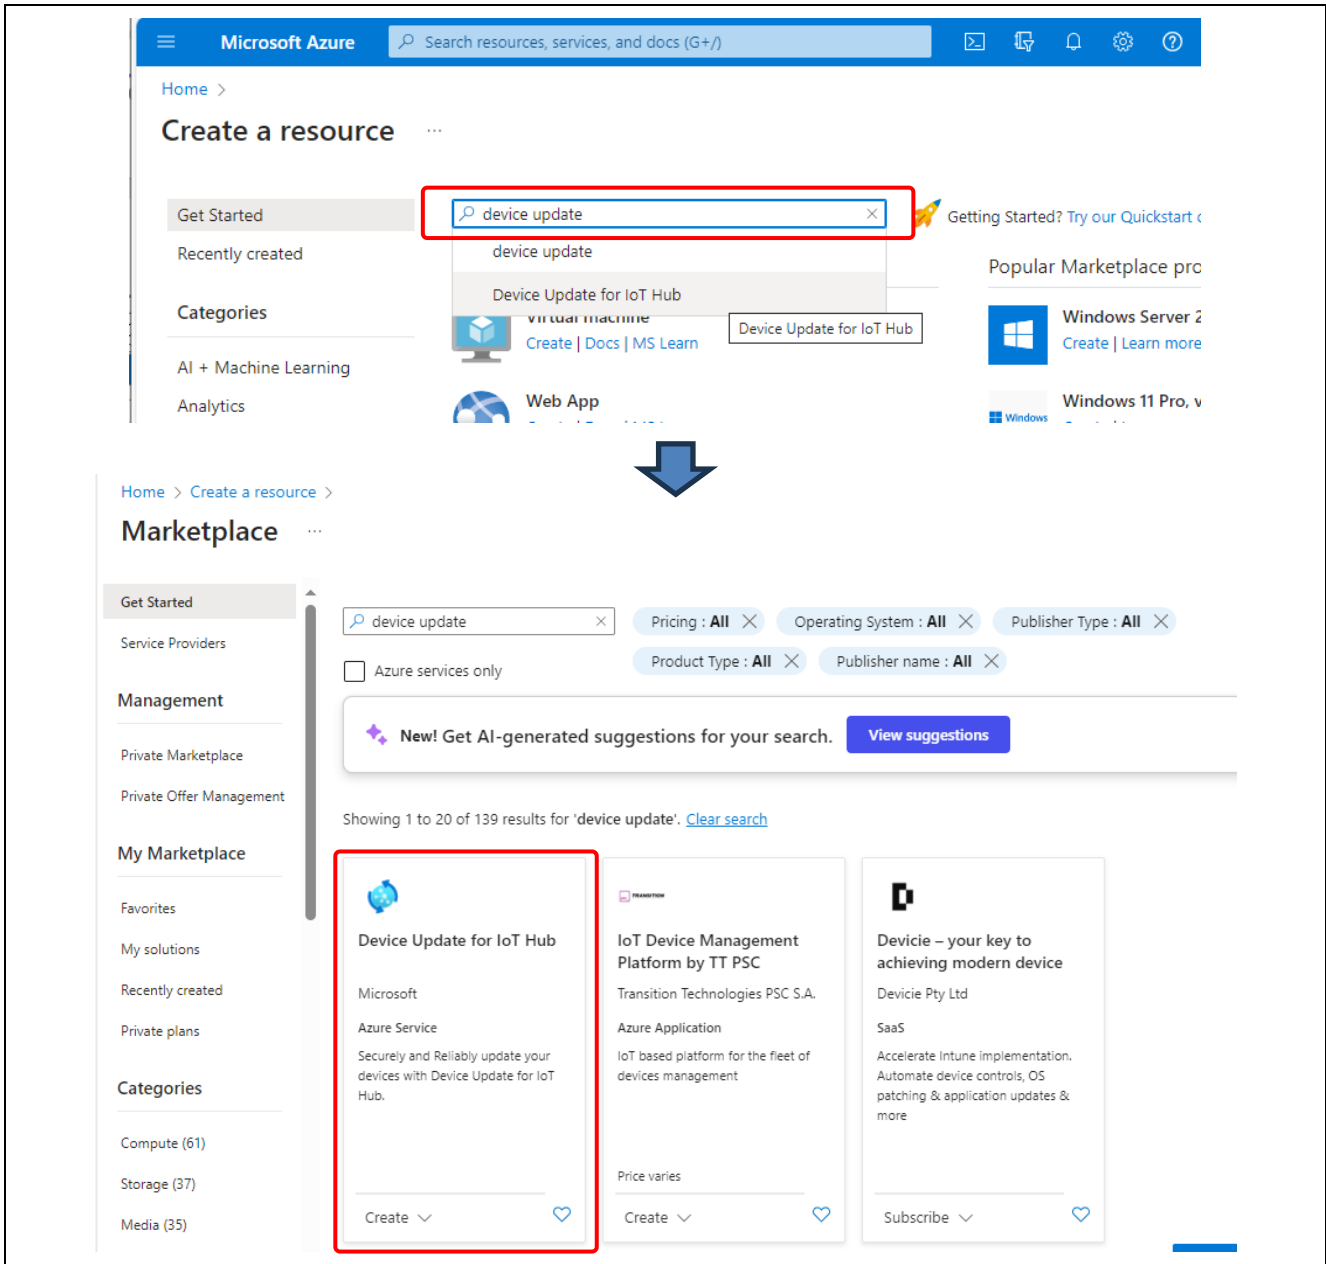 Microsoft Azure
Search resources, services, and docs (G+/)
Home >
Create a resource ...
Get Started
device update
Getting Started? Try our Quickstart
Recently created
device update
Popular Marketplace pro
Device Update for IoT Hub
Categories
Virtual machine
Device Update for IoT Hub
Windows Server 2
Create | Docs | MS Learn
Create | Learn more
AI + Machine Learning
Web App
Windows 11 Pro, v
Analytics
Windows
Home > Create a resource >
Marketplace ...
Get Started
device update
Pricing : All
Operating System : All
Publisher Type : All
Service Providers
Azure services only
Product Type : All
Publisher name : All
Management
New! Get AI-generated suggestions for your search.
View suggestions
Private Marketplace
Private Offer Management
Showing 1 to 20 of 139 results for 'device update'. Clear search
My Marketplace
Favorites
My solutions
Recently created
Private plans
Categories
Compute (61)
Storage (37)
Media (35)
Device Update for IoT Hub
Microsoft
Azure Service
Securely and Reliably update your
devices with Device Update for IoT
Hub.
Create
TRANSITION
IoT Device Management
Platform by TT PSC
Transition Technologies PSC S.A.
Azure Application
IoT based platform for the fleet of
devices management
Price varies
Create
Devicie – your key to
achieving modern device
Devicie Pty Ltd
SaaS
Accelerate Intune implementation.
Automate device controls, OS
patching & application updates &
more
Subscribe